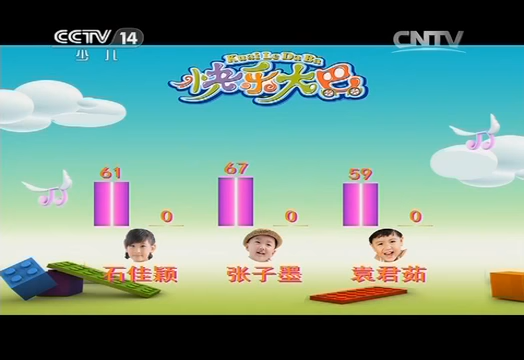 CCTV 14
少儿
CNTV
Kuai Le Da Ba
快乐大巴
61 0 67 0 59 0
石佳颖 张子墨 袁君茹